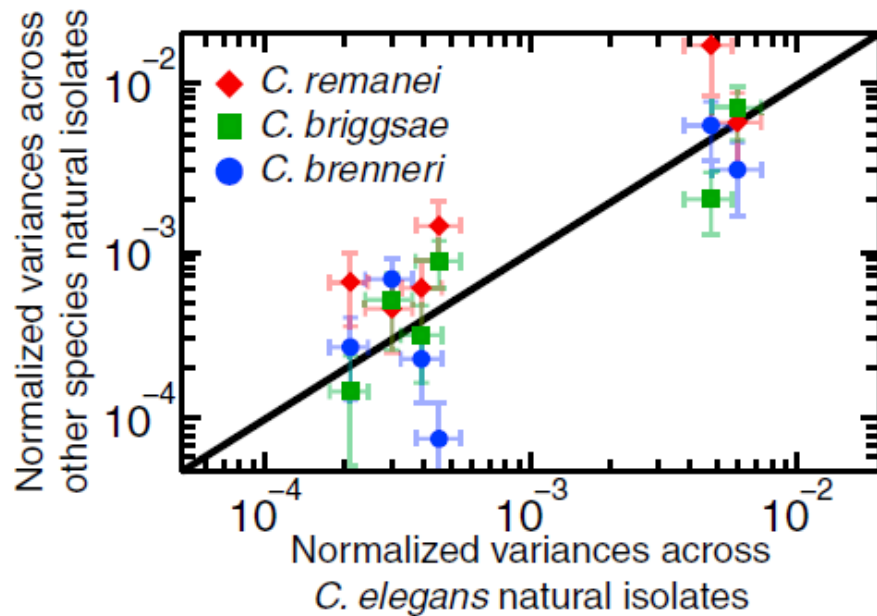 Normalized variances across
other species natural isolates
10⁻²
10⁻³
10⁻⁴
C. remanei
C. briggsae
C. brenneri
10⁻⁴
10⁻³
10⁻²
Normalized variances across
C. elegans natural isolates